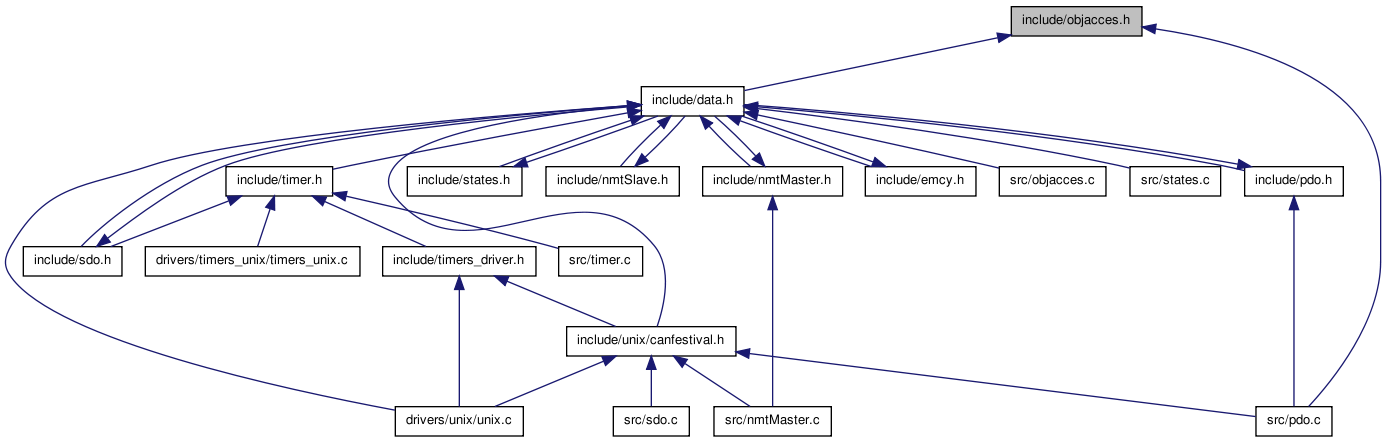 include/objacces.h
include/data.h
include/timer.h
include/states.h
include/nmtSlave.h
include/nmtMaster.h
include/emcy.h
src/objacces.c
src/states.c
include/pdo.h
include/sdo.h
drivers/timers_unix/timers_unix.c
include/timers_driver.h
src/timer.c
include/unix/canfestival.h
drivers/unix/unix.c
src/sdo.c
src/nmtMaster.c
src/pdo.c